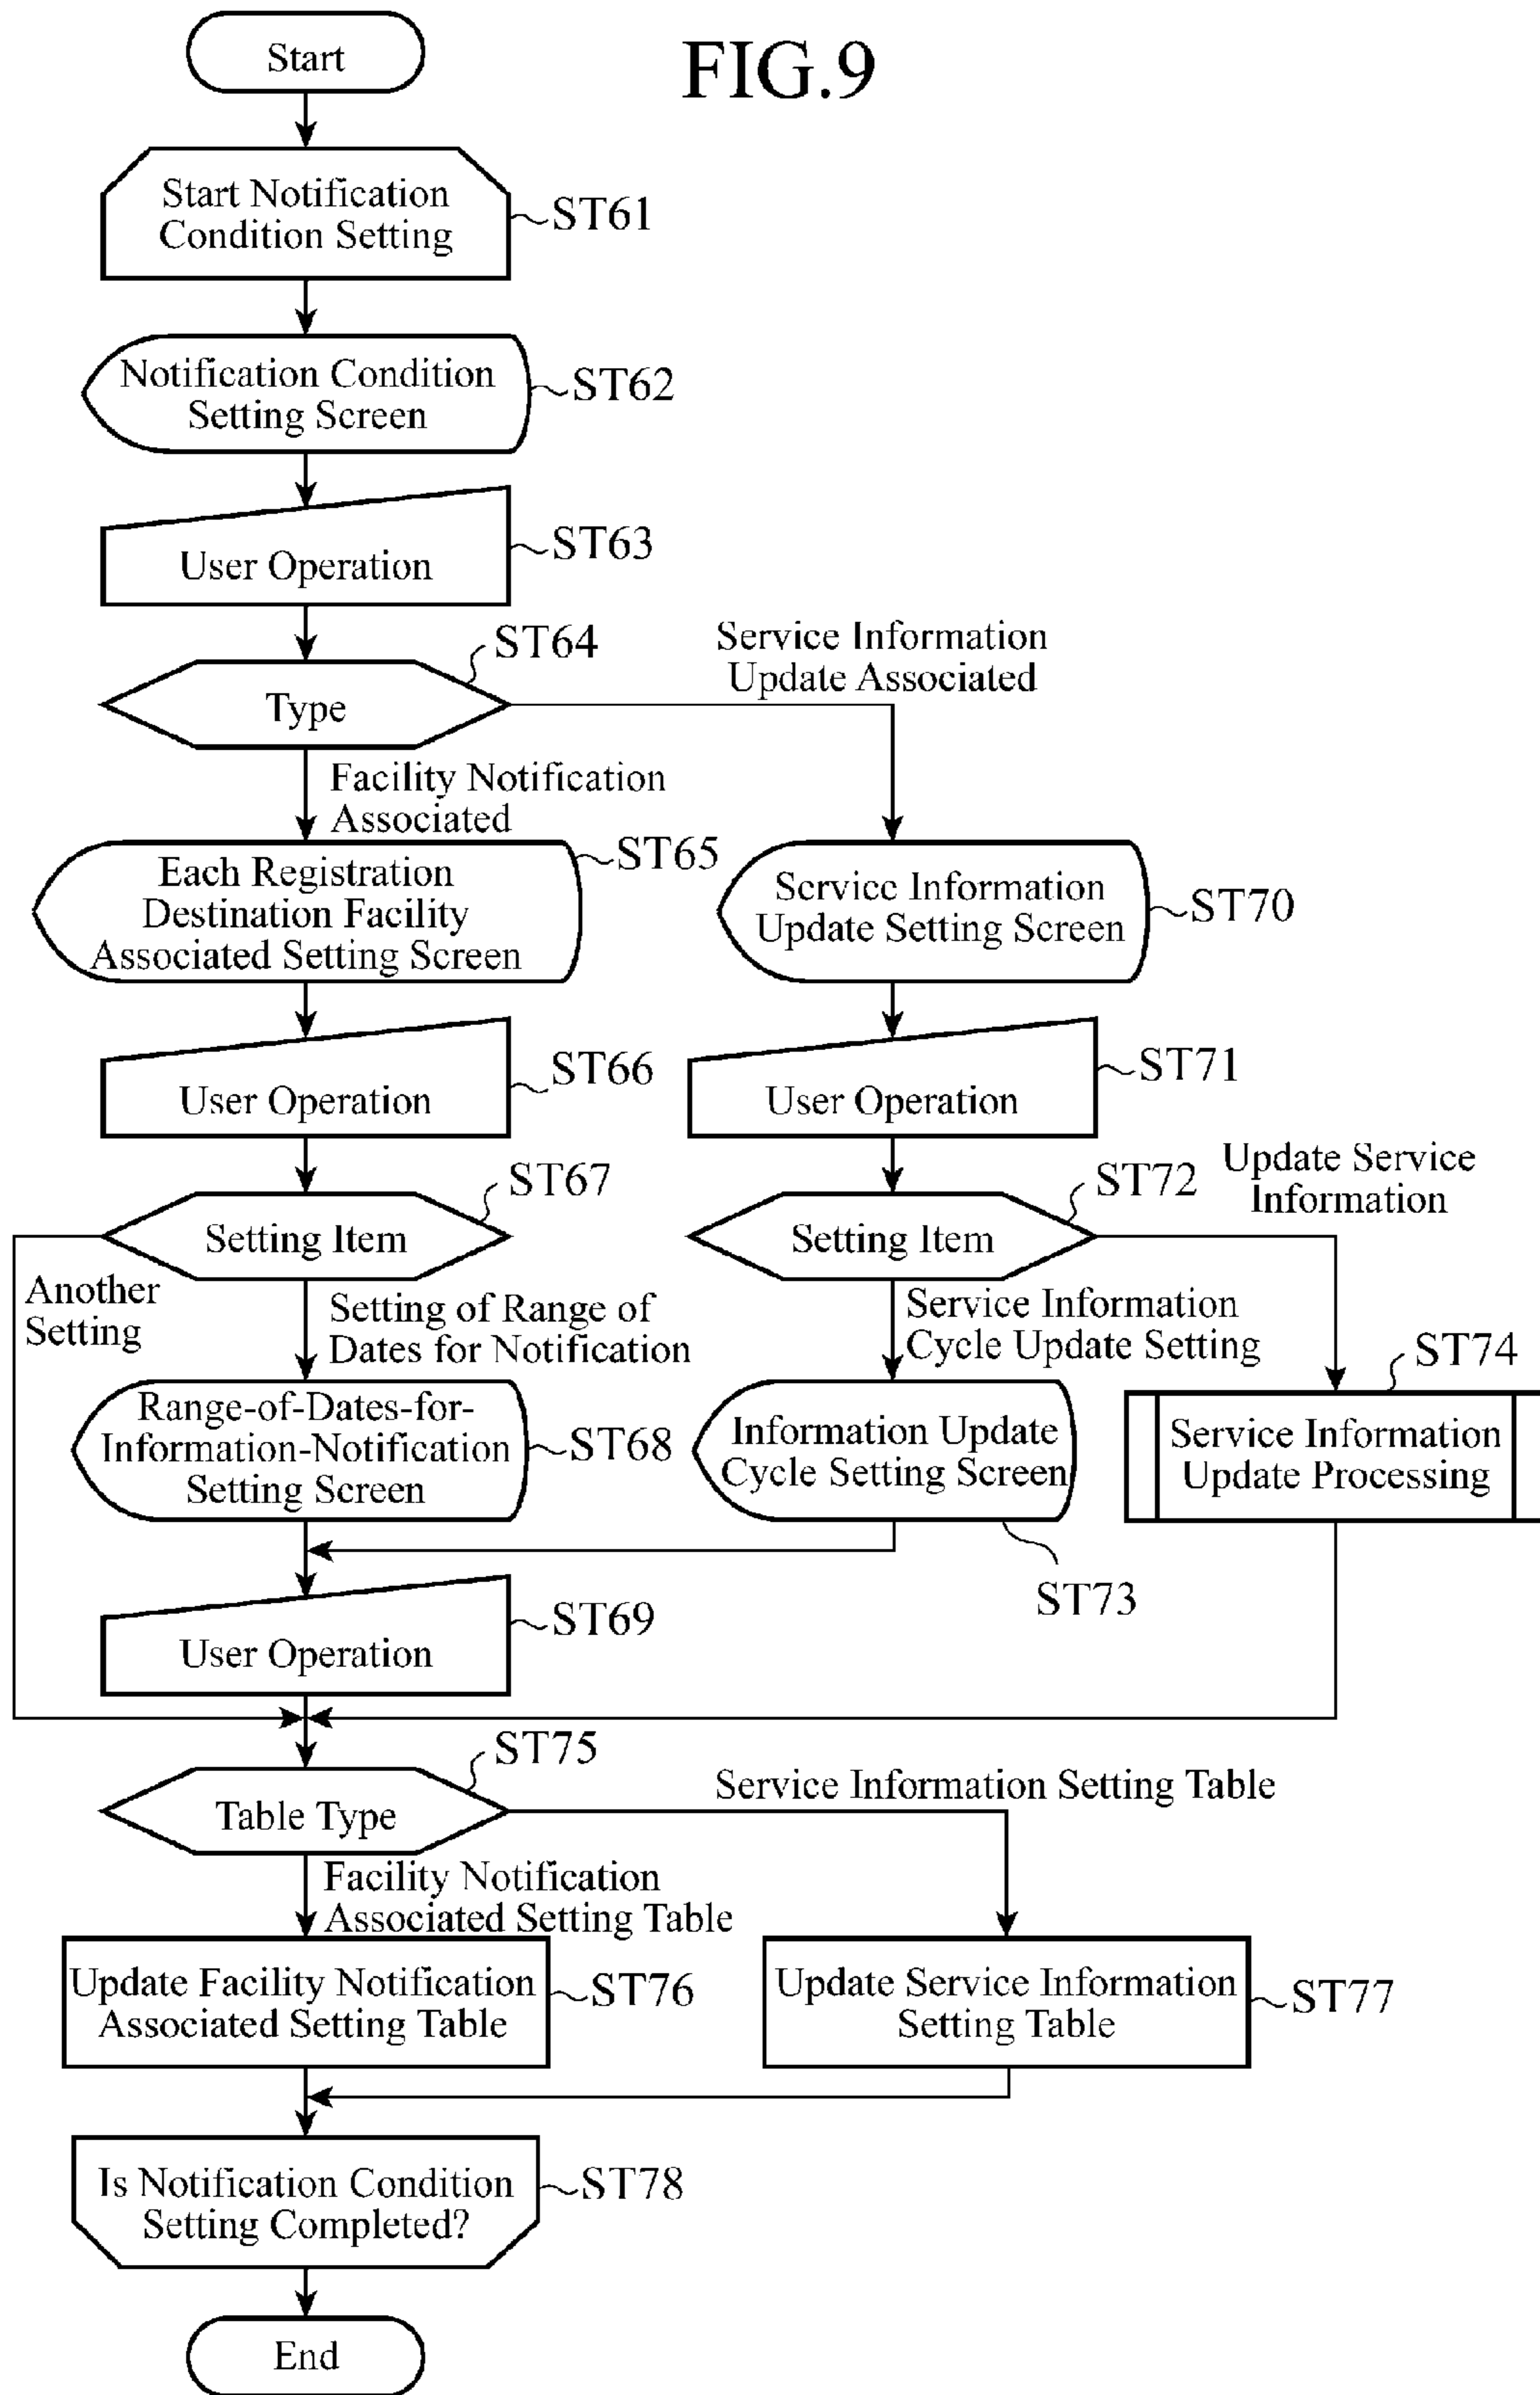 FIG.9
Start
Start Notification
Condition Setting
ST61
Notification Condition
Setting Screen
ST62
User Operation
ST63
ST64
Type
Service Information
Update Associated
Facility Notification
Associated
Each Registration
Destination Facility
Associated Setting Screen
ST65
Service Information
Update Setting Screen
ST70
User Operation
ST66
User Operation
ST71
ST67
Setting Item
ST72
Setting Item
Update Service
Information
Another
Setting
Setting of Range of
Dates for Notification
Service Information
Cycle Update Setting
ST74
Range-of-Dates-for-
Information-Notification
Setting Screen
ST68
Information Update
Cycle Setting Screen
ST73
Service Information
Update Processing
User Operation
ST69
ST75
Table Type
Service Information Setting Table
Facility Notification
Associated Setting Table
Update Facility Notification
Associated Setting Table
ST76
Update Service Information
Setting Table
ST77
Is Notification Condition
Setting Completed?
ST78
End